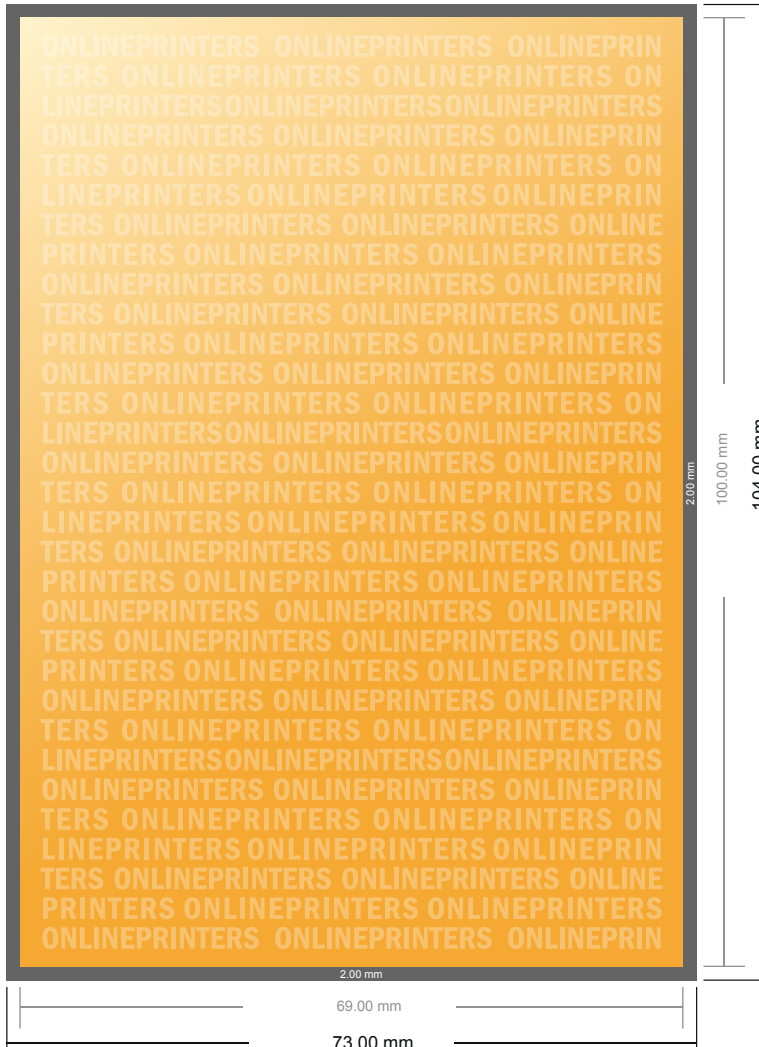 ONLINEPRINTERS ONLINEPRINTERS ONLINEPRIN
TERS ONLINEPRINTERS ONLINEPRINTERS ON
LINEPRINTERSONLINEPRINTERSONLINEPRINTERS
ONLINEPRINTERS ONLINEPRINTERS ONLINEPRIN
TERS ONLINEPRINTERS ONLINEPRINTERS ON
LINEPRINTERS ONLINEPRINTERS ONLINEPRIN
TERS ONLINEPRINTERS ONLINEPRINTERS ONLINE
PRINTERS ONLINEPRINTERS ONLINEPRINTERS
ONLINEPRINTERS ONLINEPRINTERS ONLINEPRIN
TERS ONLINEPRINTERS ONLINEPRINTERS ONLINE
PRINTERS ONLINEPRINTERS ONLINEPRINTERS
ONLINEPRINTERS ONLINEPRINTERS ONLINEPRIN
TERS ONLINEPRINTERS ONLINEPRINTERS ON
LINEPRINTERSONLINEPRINTERSONLINEPRINTERS
ONLINEPRINTERS ONLINEPRINTERS ONLINEPRIN
TERS ONLINEPRINTERS ONLINEPRINTERS ON
LINEPRINTERS ONLINEPRINTERS ONLINEPRIN
TERS ONLINEPRINTERS ONLINEPRINTERS ONLINE
PRINTERS ONLINEPRINTERS ONLINEPRINTERS
ONLINEPRINTERS ONLINEPRINTERS ONLINEPRIN
TERS ONLINEPRINTERS ONLINEPRINTERS ONLINE
PRINTERS ONLINEPRINTERS ONLINEPRINTERS
ONLINEPRINTERS ONLINEPRINTERS ONLINEPRIN
TERS ONLINEPRINTERS ONLINEPRINTERS ON
LINEPRINTERSONLINEPRINTERSONLINEPRINTERS
ONLINEPRINTERS ONLINEPRINTERS ONLINEPRIN
TERS ONLINEPRINTERS ONLINEPRINTERS ON
LINEPRINTERS ONLINEPRINTERS ONLINEPRIN
TERS ONLINEPRINTERS ONLINEPRINTERS ONLINE
PRINTERS ONLINEPRINTERS ONLINEPRINTERS
ONLINEPRINTERS ONLINEPRINTERS ONLINEPRIN
2.00 mm
100.00 mm
104.00 mm
2.00 mm
69.00 mm
73.00 mm